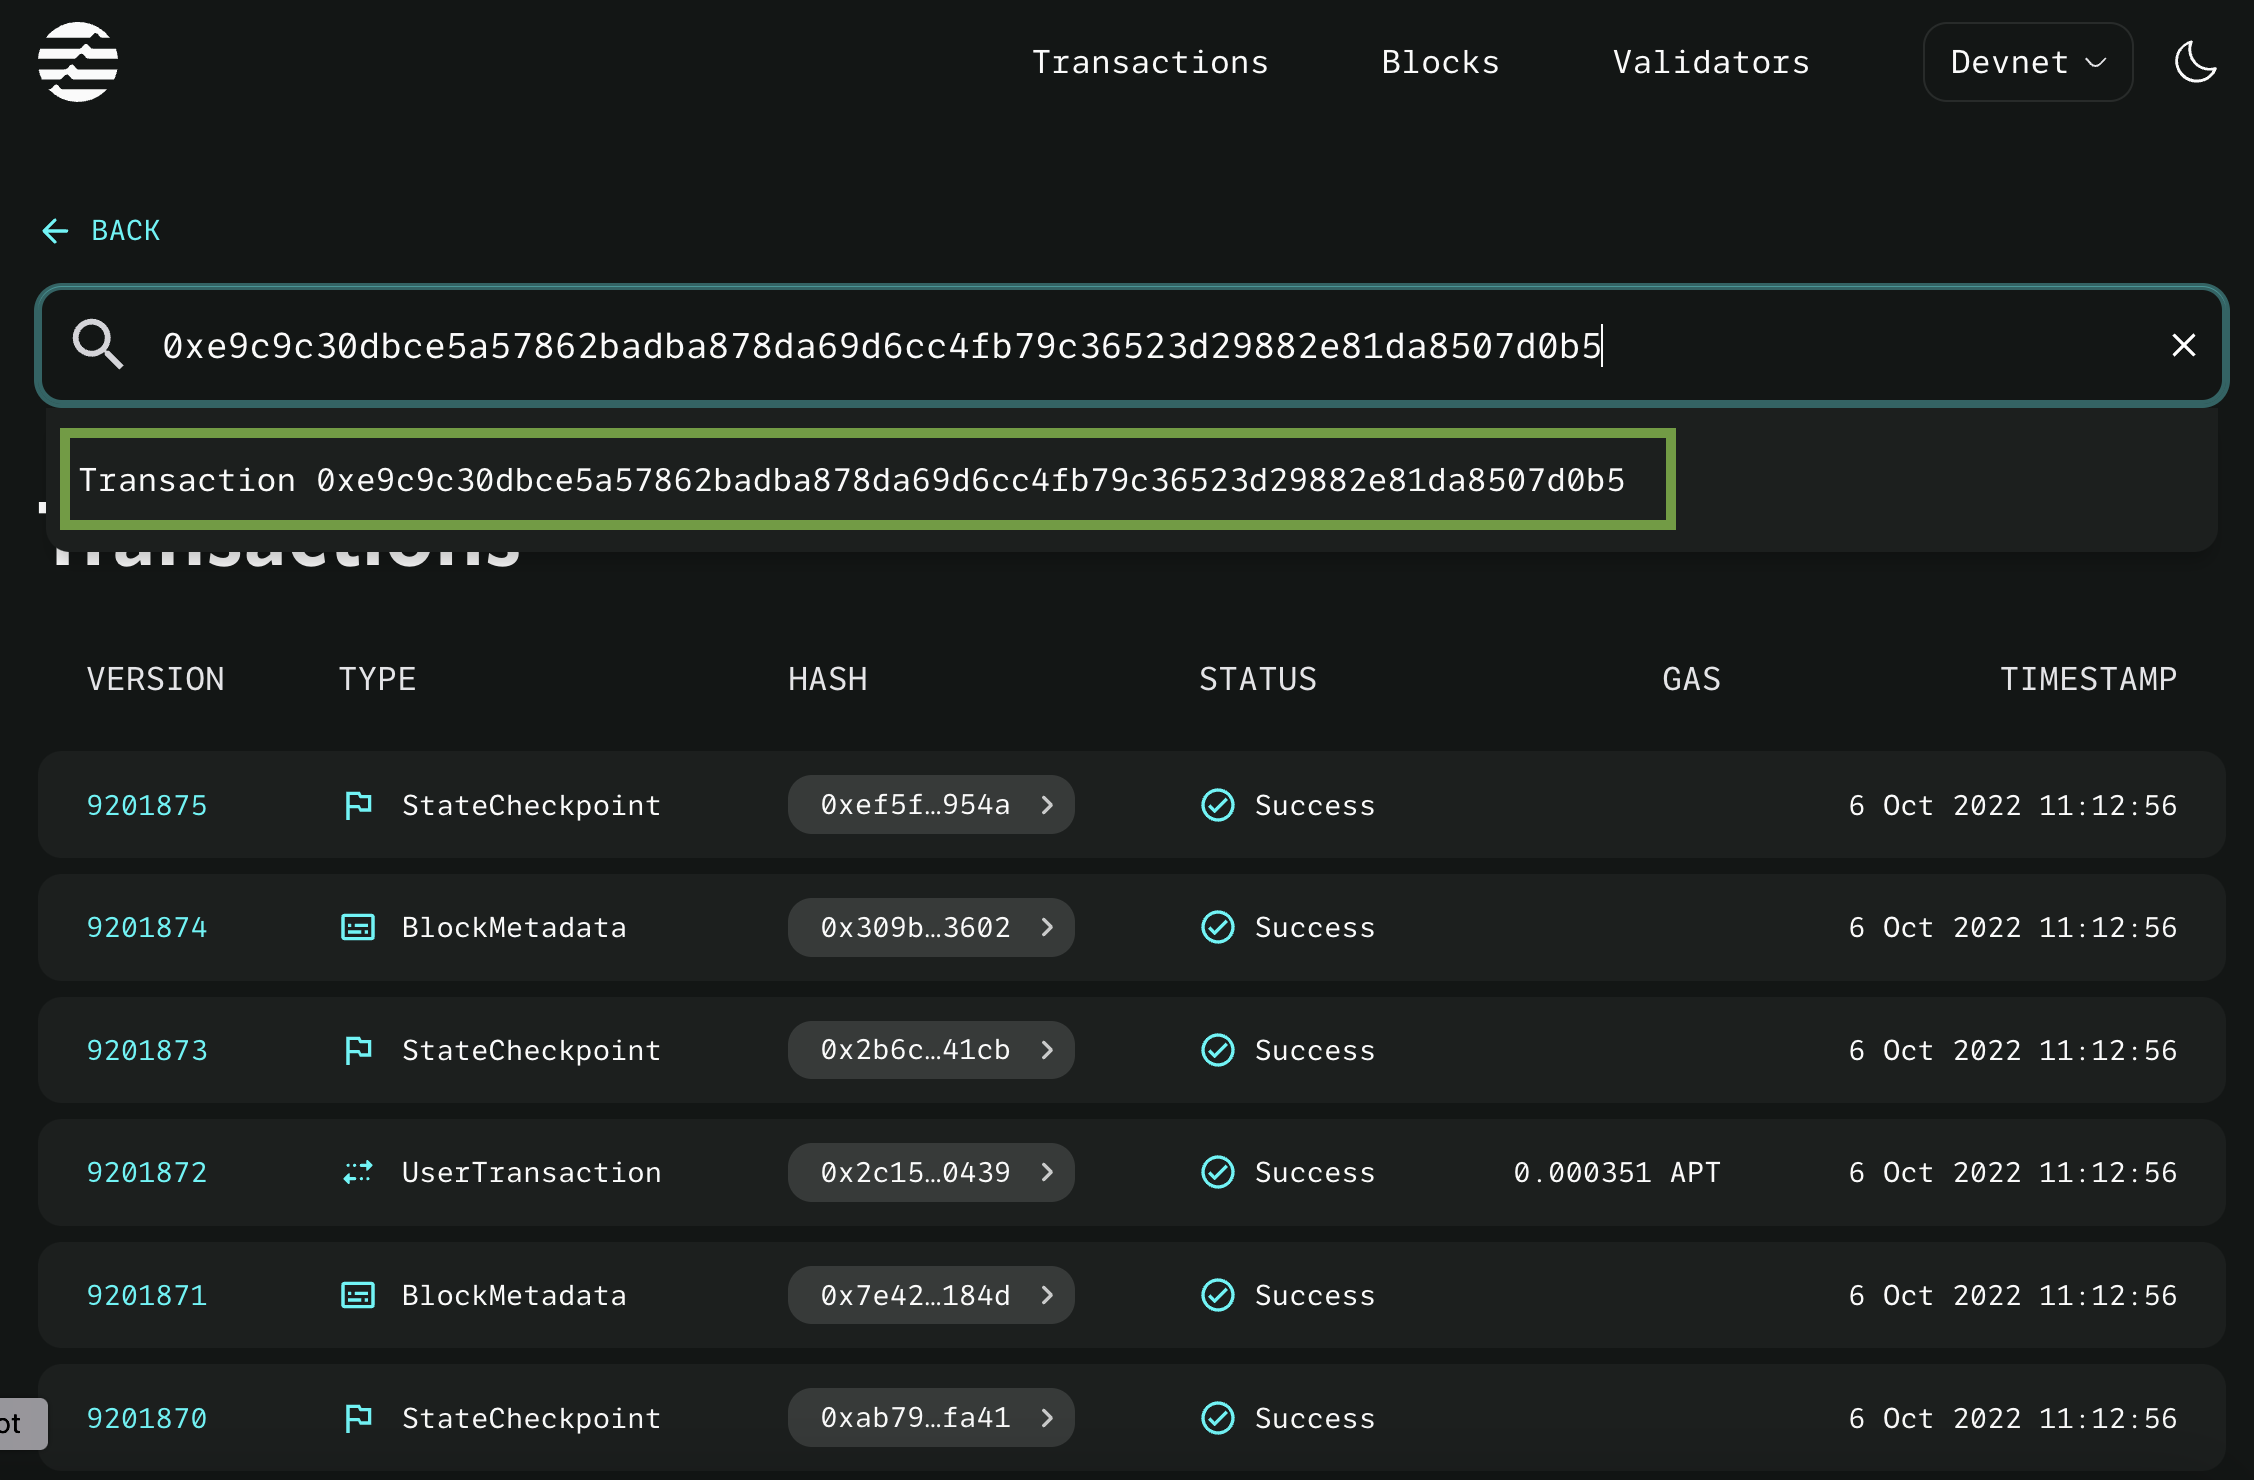 Transactions Blocks Validators Devnet
BACK
0xe9c9c30dbce5a57862badba878da69d6cc4fb79c36523d29882e81da8507d0b5
Transaction 0xe9c9c30dbce5a57862badba878da69d6cc4fb79c36523d29882e81da8507d0b5
Transactions
VERSION TYPE HASH STATUS GAS TIMESTAMP
9201875 StateCheckpoint 0xef5f…954a Success 6 Oct 2022 11:12:56
9201874 BlockMetadata 0x309b…3602 Success 6 Oct 2022 11:12:56
9201873 StateCheckpoint 0x2b6c…41cb Success 6 Oct 2022 11:12:56
9201872 UserTransaction 0x2c15…0439 Success 0.000351 APT 6 Oct 2022 11:12:56
9201871 BlockMetadata 0x7e42…184d Success 6 Oct 2022 11:12:56
9201870 StateCheckpoint 0xab79…fa41 Success 6 Oct 2022 11:12:56